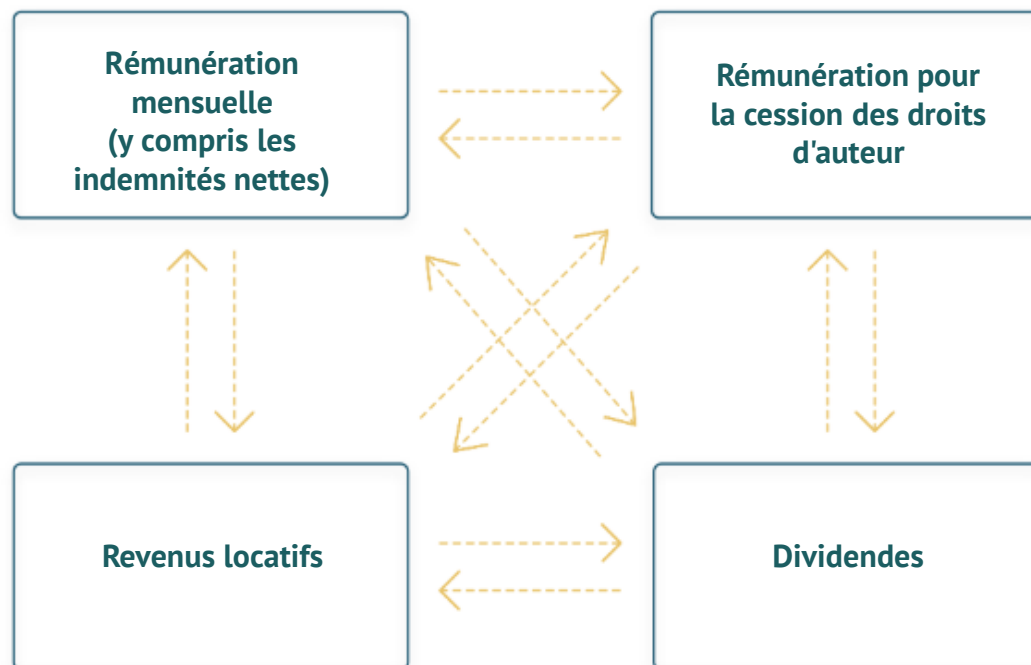 Rémunération
mensuelle
(y compris les
indemnités nettes)
Rémunération pour
la cession des droits
d'auteur
Revenus locatifs
Dividendes